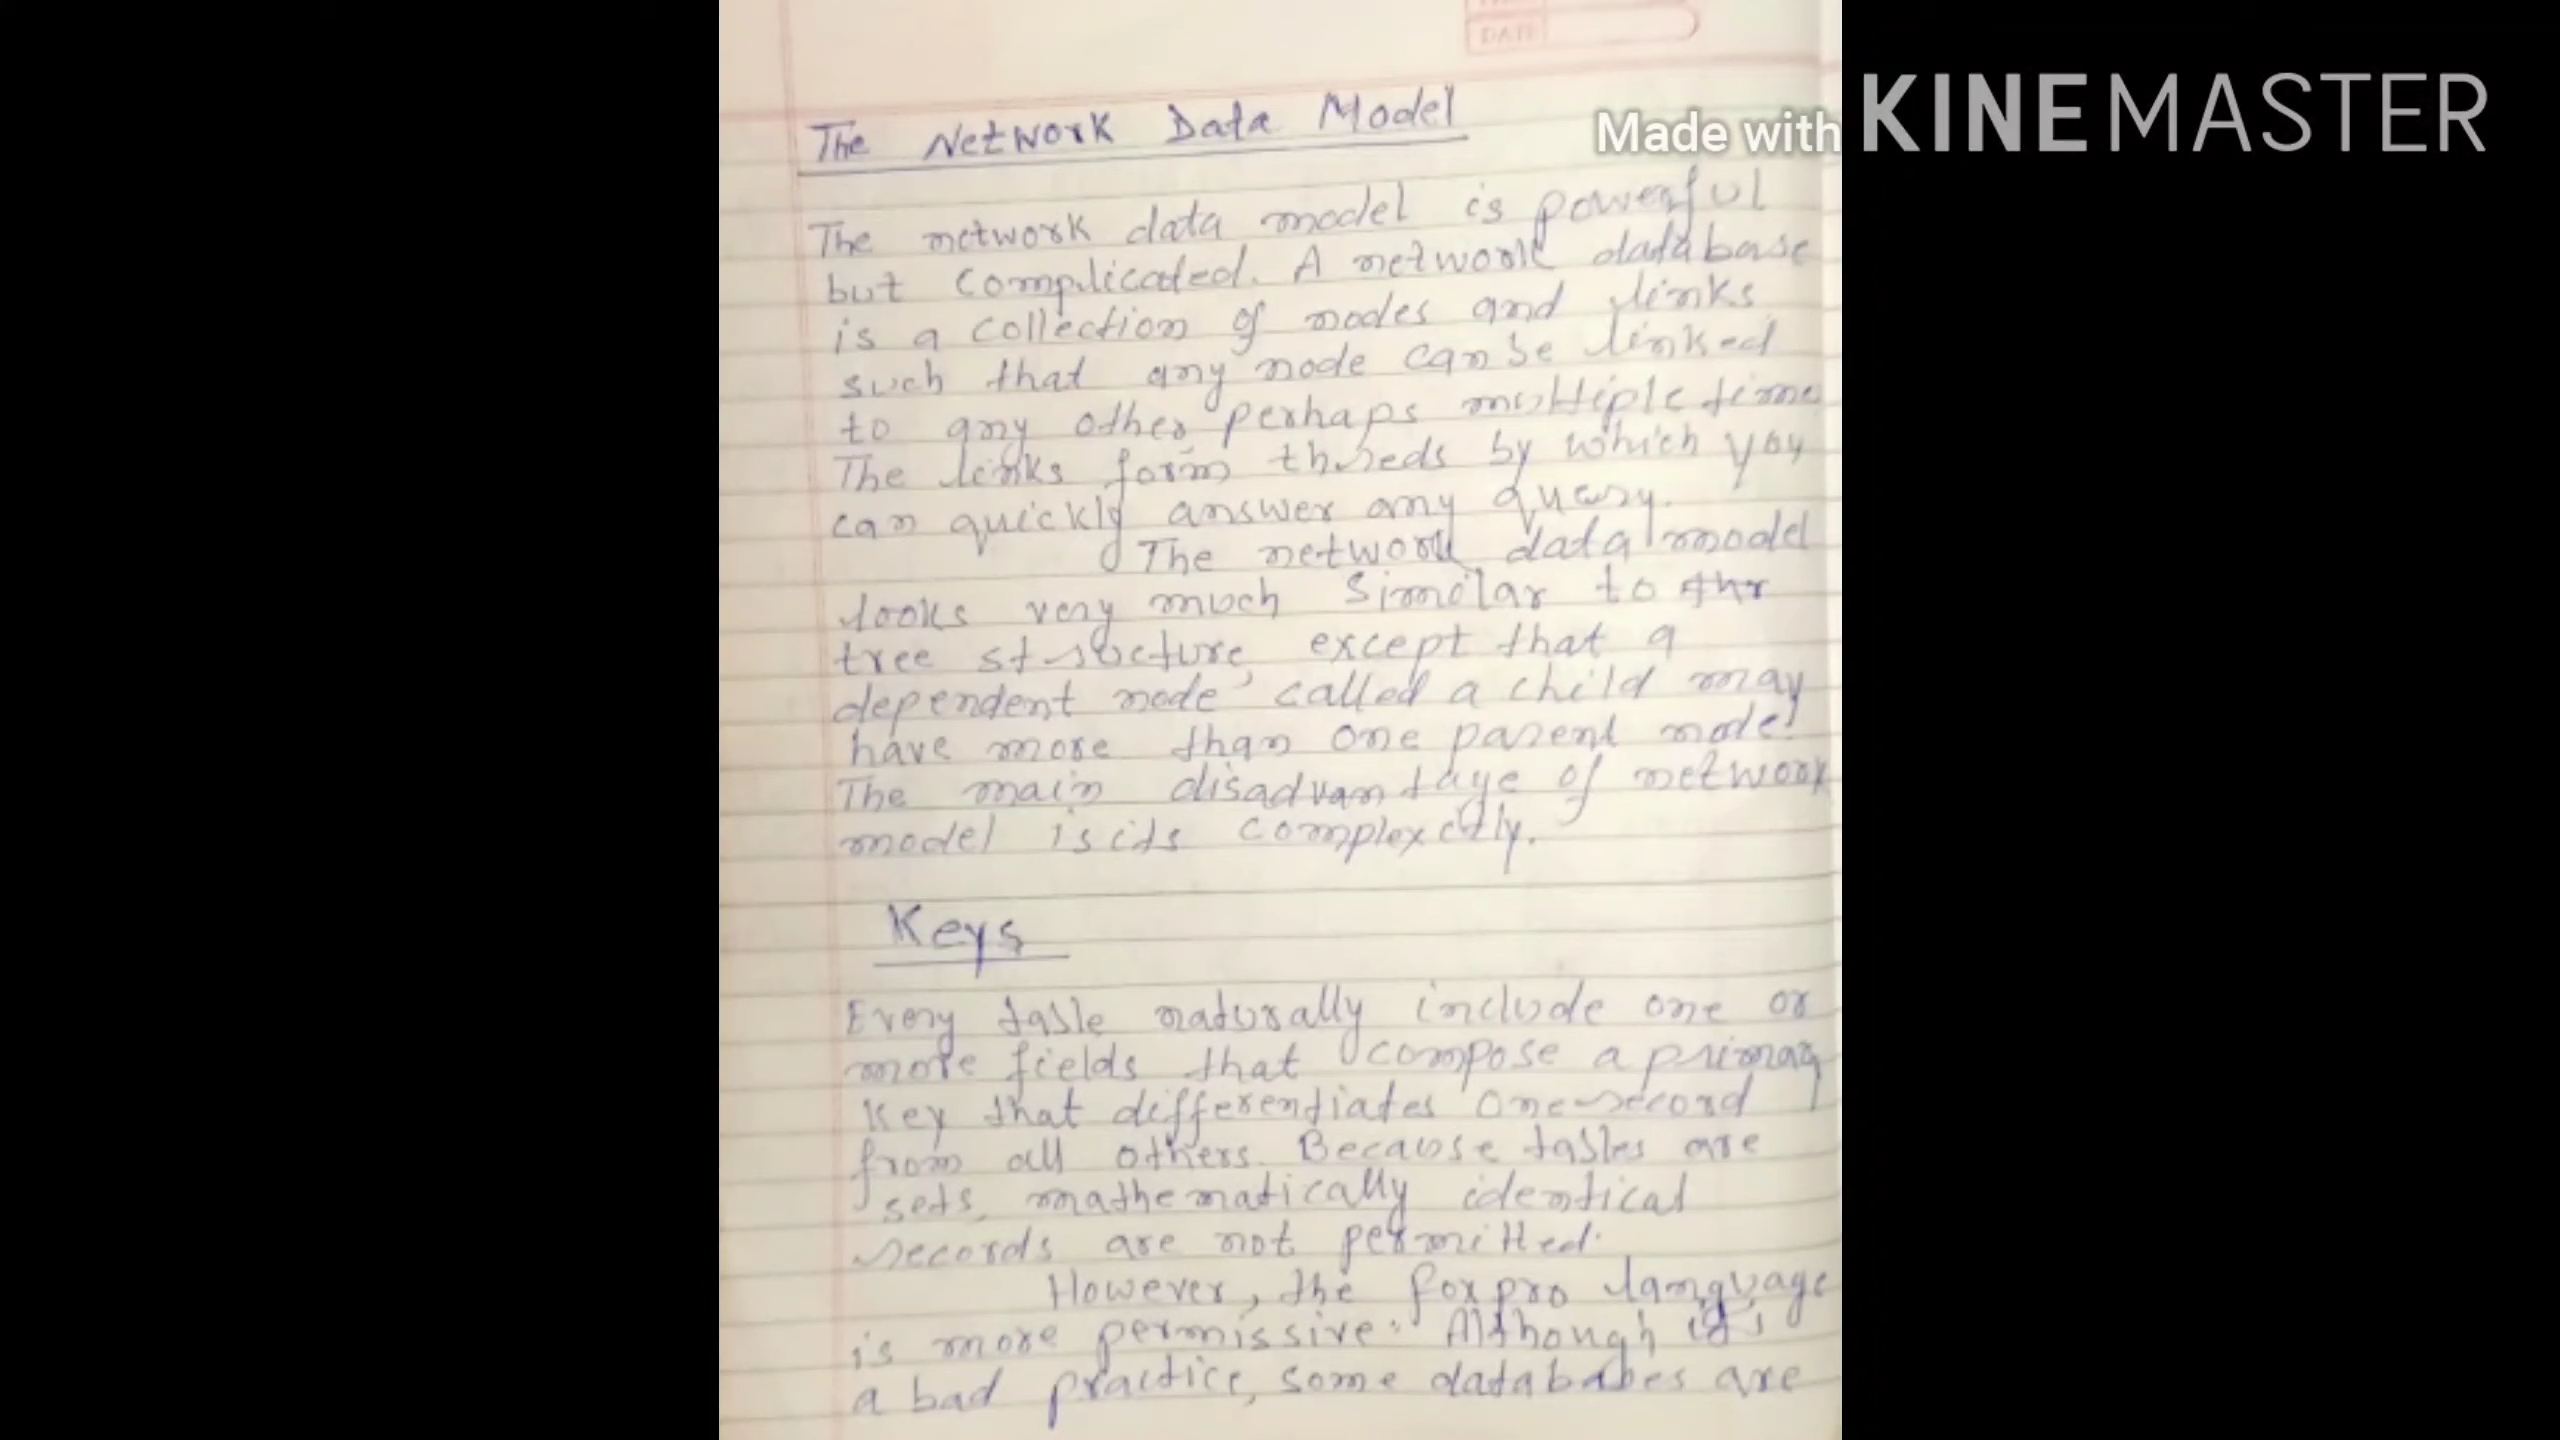 DATE
Made with KINEMASTER
The Network Data Model
The network data model is powerful
but complicated. A network database
is a collection of nodes and links
such that any node can be linked
to any other perhaps multiple time
The links form threds by which you
can quickly answer any query.
The network data model
looks very much similar to the
tree structure, except that a
dependent node called a child may
have more than one parent node.
The main disadvantage of network
model is its
Keys
Every table naturally include one or
more fields that compose a primary
key that differentiates one record
from all others. Because tables are
sets, mathematically identical
records are not permitted.
However, the foxpro language
is more permissive. Although
a bad practice, some databases are